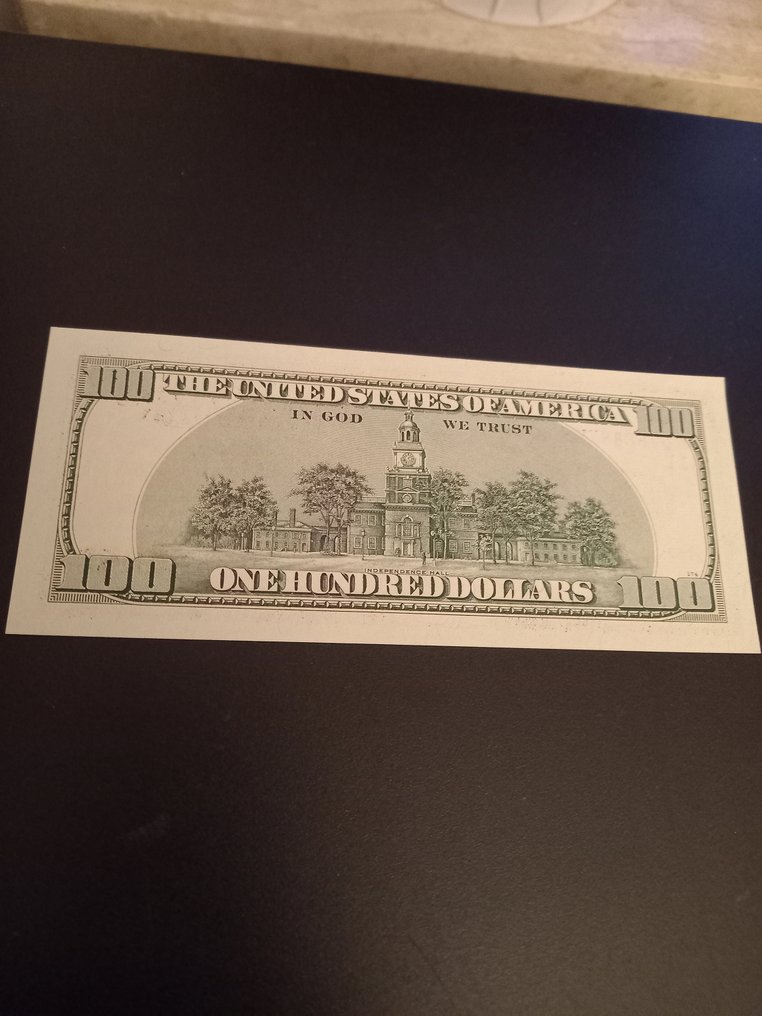 100 THE UNITED STATES OF AMERICA 100
IN GOD WE TRUST
INDEPENDENCE HALL
100 ONE HUNDRED DOLLARS 100